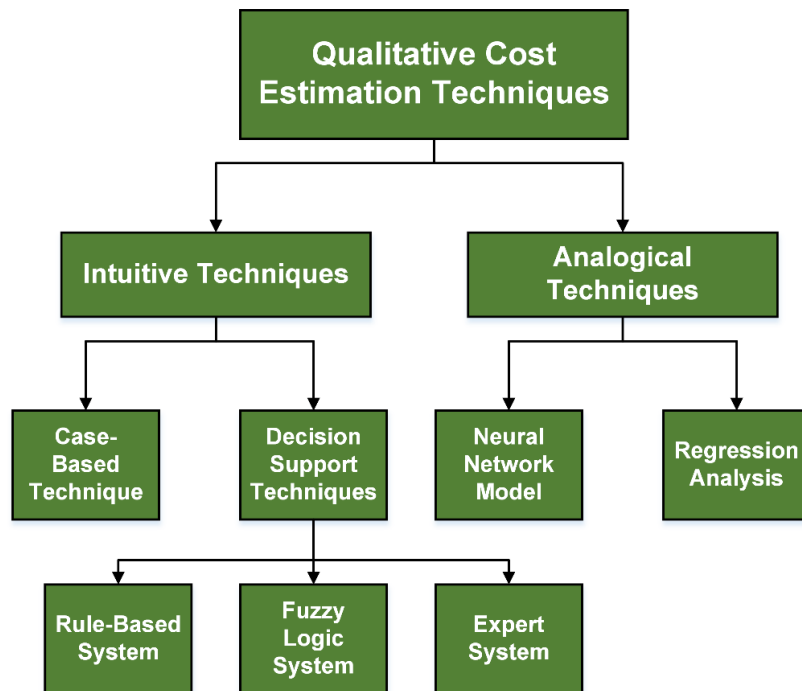 Qualitative Cost
Estimation Techniques
Intuitive Techniques
Analogical
Techniques
Case-
Based
Technique
Decision
Support
Techniques
Neural
Network
Model
Regression
Analysis
Rule-Based
System
Fuzzy
Logic
System
Expert
System